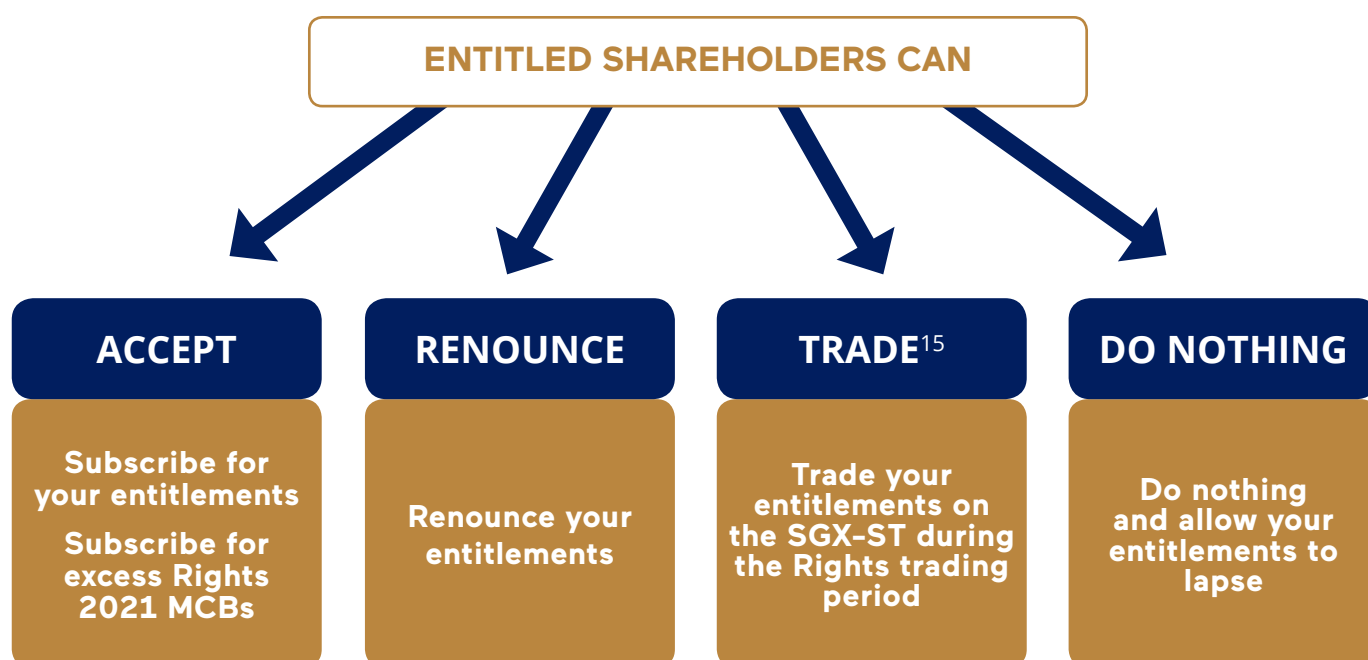 ENTITLED SHAREHOLDERS CAN
ACCEPT
Subscribe for
your entitlements
Subscribe for
excess Rights
2021 MCBs
RENOUNCE
Renounce your
entitlements
TRADE15
Trade your
entitlements on
the SGX-ST during
the Rights trading
period
DO NOTHING
Do nothing
and allow your
entitlements to
lapse